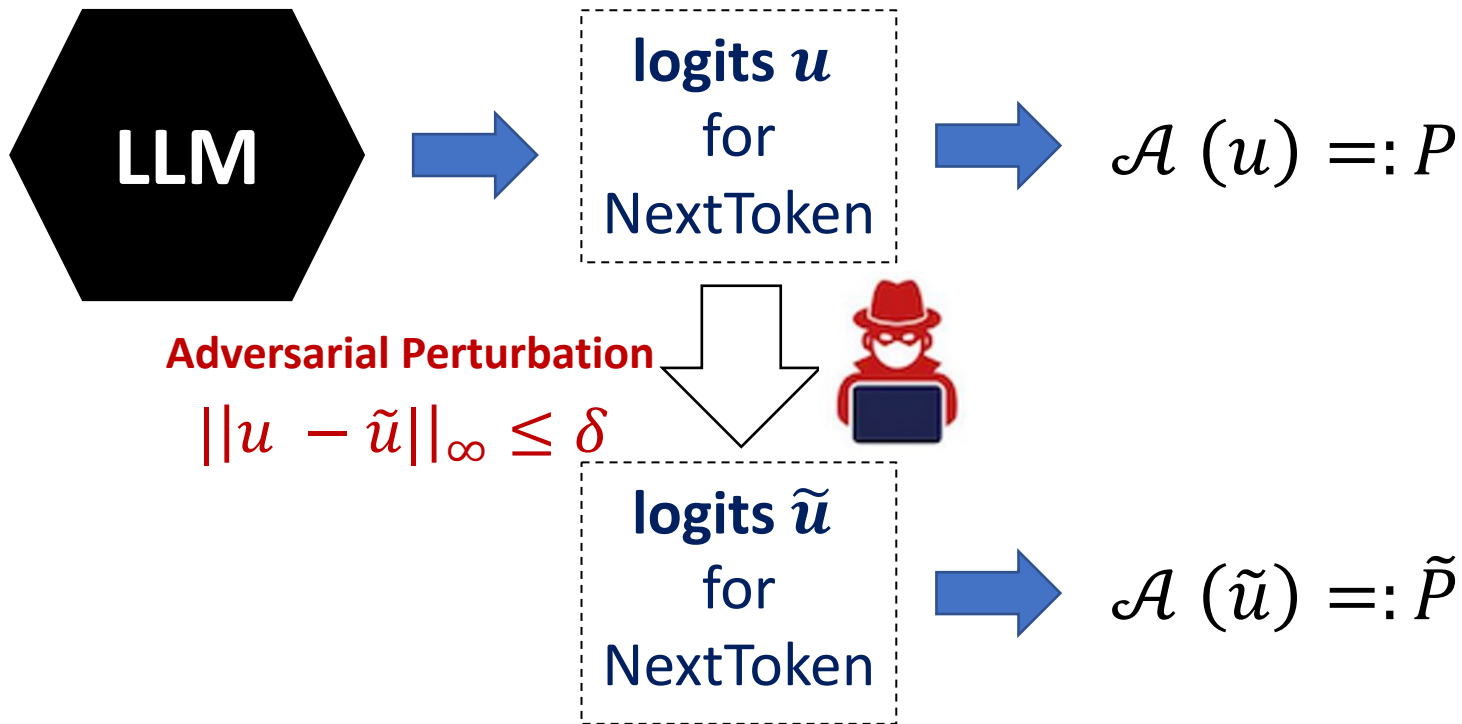 LLM
logits 𝒖
for
NextToken
𝒜 (𝑢) =: 𝑃
Adversarial Perturbation
||𝑢 − 𝑢̃||∞ ≤ 𝛿
logits 𝒖̃
for
NextToken
𝒜 (𝑢̃) =: 𝑃̃